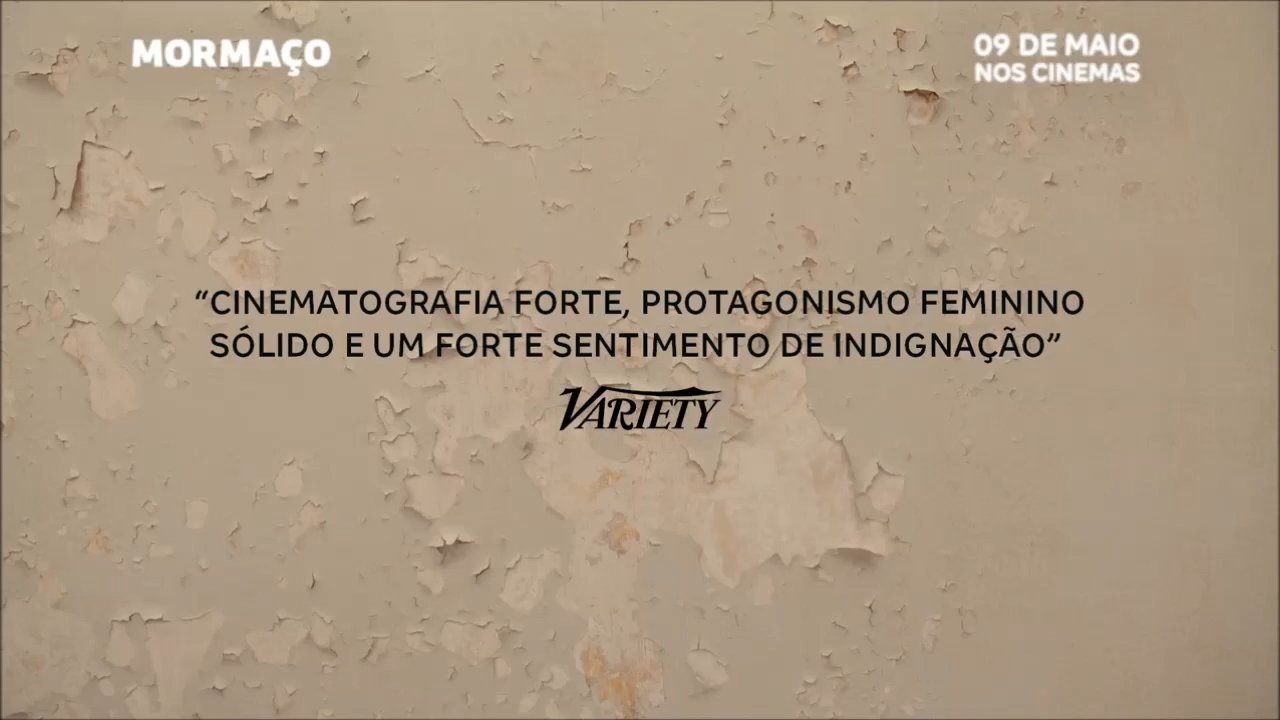 MORMAÇO
09 DE MAIO
NOS CINEMAS
“CINEMATOGRAFIA FORTE, PROTAGONISMO FEMININO
SÓLIDO E UM FORTE SENTIMENTO DE INDIGNAÇÃO”
VARIETY